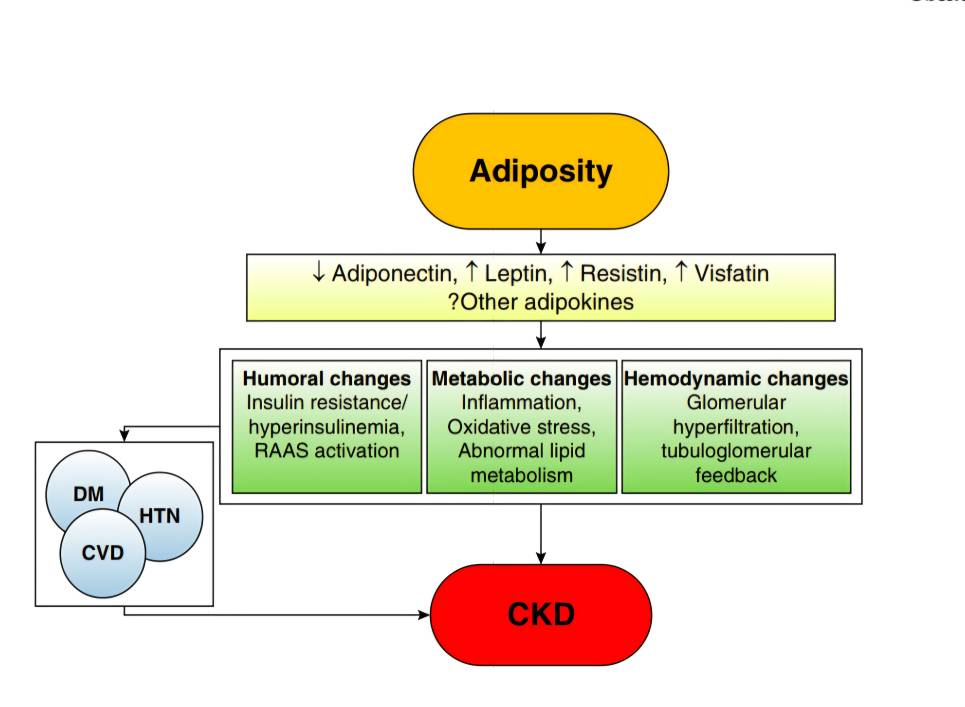 Adiposity
↓ Adiponectin, ↑ Leptin, ↑ Resistin, ↑ Visfatin
?Other adipokines
Humoral changes
Insulin resistance/
hyperinsulinemia,
RAAS activation
Metabolic changes
Inflammation,
Oxidative stress,
Abnormal lipid
metabolism
Hemodynamic changes
Glomerular
hyperfiltration,
tubuloglomerular
feedback
DM
HTN
CVD
CKD